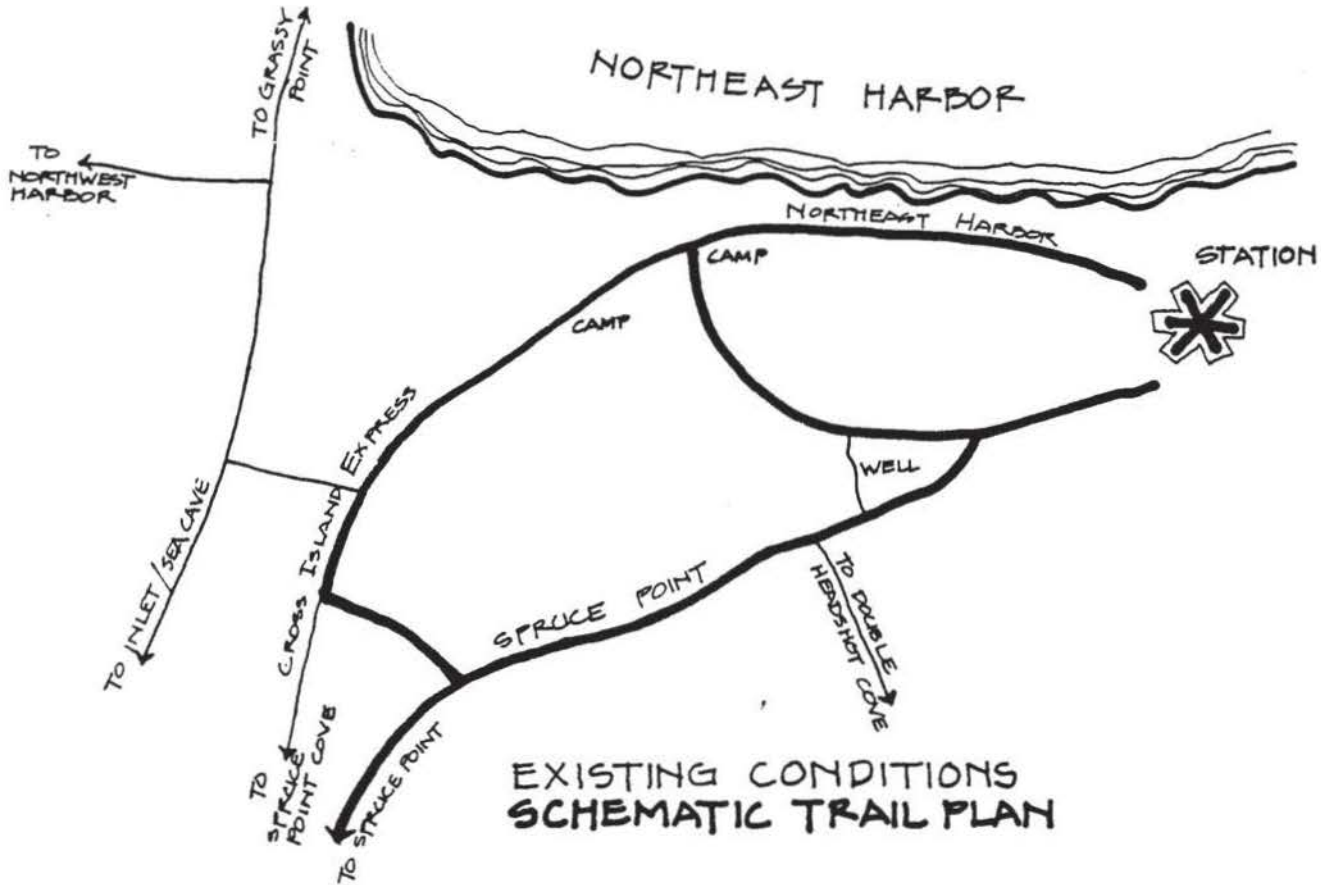 TO GRASSY
POINT
NORTHEAST HARBOR
TO
NORTHWEST
HARBOR
NORTHEAST HARBOR
STATION
CAMP
CAMP
CROSS ISLAND EXPRESS
WELL
TO INLET/SEA CAVE
SPRUCE POINT
TO DOUBLE
HEADSHOT COVE
TO
SPRUCE
POINT COVE
TO SPRUCE POINT
EXISTING CONDITIONS
SCHEMATIC TRAIL PLAN